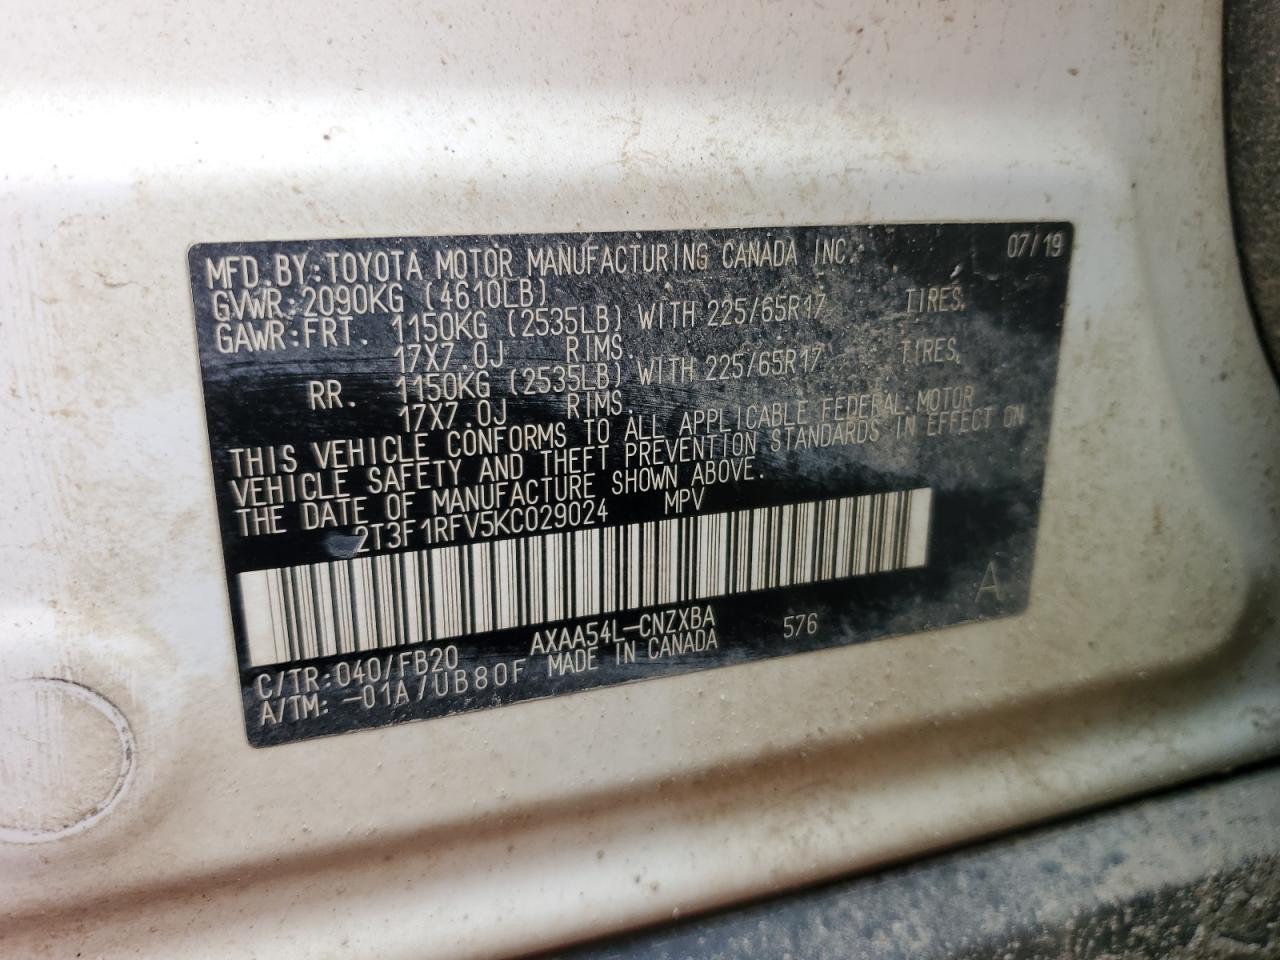 MFD. BY: TOYOTA MOTOR MANUFACTURING CANADA INC. 07/19
GVWR: 2090KG (4610LB)
GAWR: FRT. 1150KG (2535LB) WITH 225/65R17 TIRES,
17X7.0J RIMS.
RR. 1150KG (2535LB) WITH 225/65R17 TIRES,
17X7.0J RIMS.
THIS VEHICLE CONFORMS TO ALL APPLICABLE FEDERAL MOTOR
VEHICLE SAFETY AND THEFT PREVENTION STANDARDS IN EFFECT ON
THE DATE OF MANUFACTURE SHOWN ABOVE.
2T3F1RFV5KC029024 MPV
A
C/TR: 040/FB20 AXAA54L-CNZXBA 576
A/TM: -01A/UB80F MADE IN CANADA